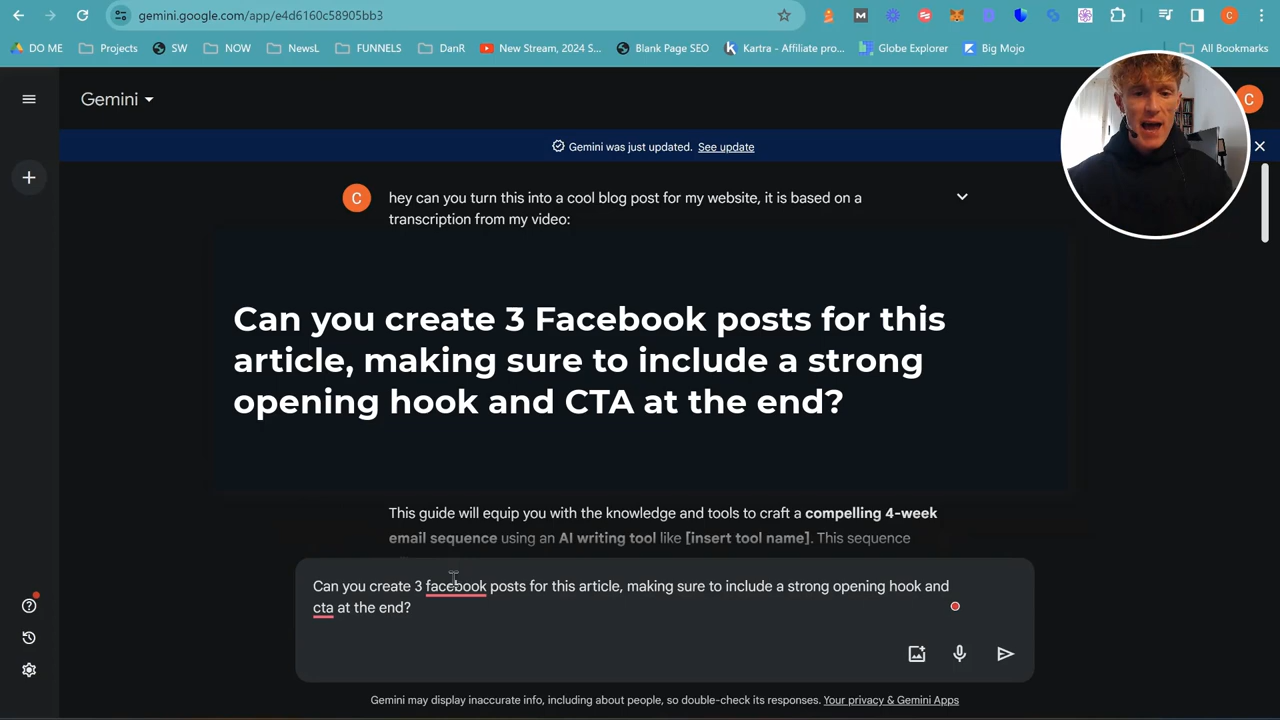 gemini.google.com/app/e4d6160c58905bb3
C
DO ME
Projects
SW
NOW
NewsL
FUNNELS
DanR
New Stream, 2024 S...
Blank Page SEO
Kartra - Affiliate pro...
Globe Explorer
Big Mojo
All Bookmarks
Gemini
C
Gemini was just updated. See update
C
hey can you turn this into a cool blog post for my website, it is based on a
transcription from my video:
Can you create 3 Facebook posts for this
article, making sure to include a strong
opening hook and CTA at the end?
This guide will equip you with the knowledge and tools to craft a compelling 4-week
email sequence using an AI writing tool like [insert tool name]. This sequence
Can you create 3 facebook posts for this article, making sure to include a strong opening hook and
cta at the end?
Gemini may display inaccurate info, including about people, so double-check its responses. Your privacy & Gemini Apps